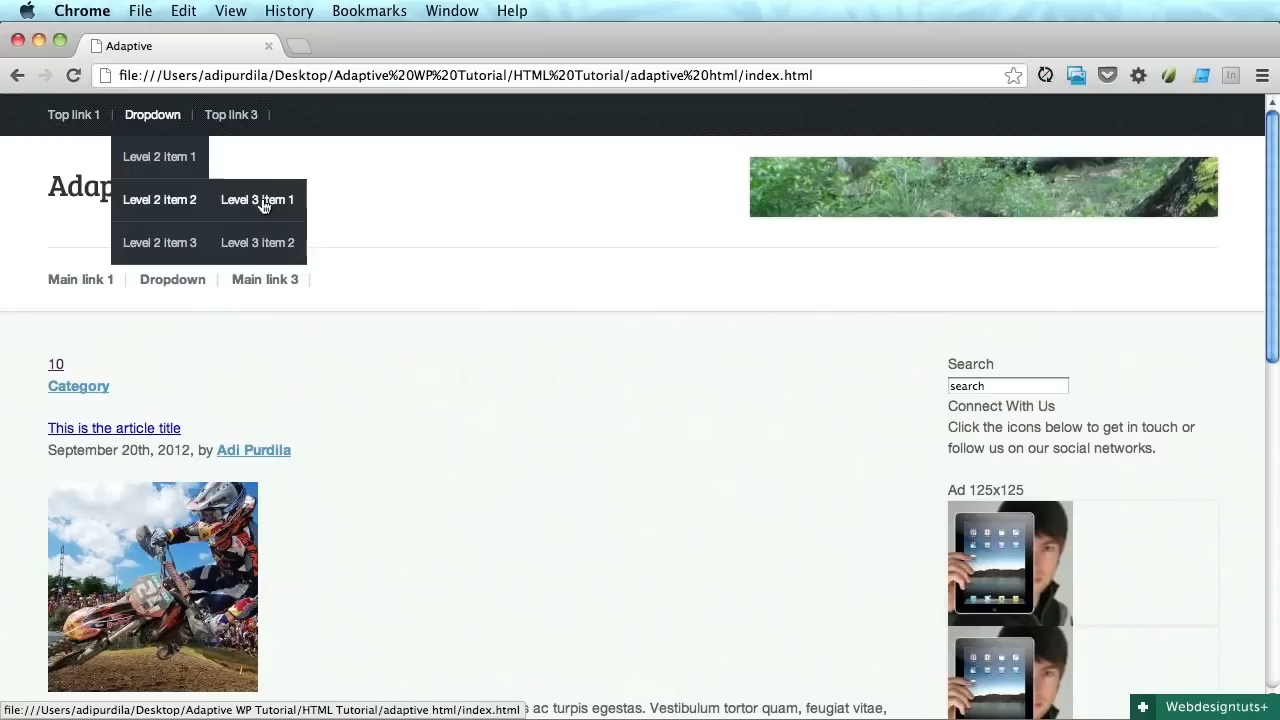 Chrome File Edit View History Bookmarks Window Help
Adaptive
file:///Users/adipurdila/Desktop/Adaptive%20WP%20Tutorial/HTML%20Tutorial/adaptive%20html/index.html
Top link 1 Dropdown Top link 3
Level 2 item 1
Adap
Level 2 item 2 Level 3 item 1
Level 2 item 3 Level 3 item 2
Main link 1 Dropdown Main link 3
10
Category
This is the article title
September 20th, 2012, by Adi Purdila
Search
search
Connect With Us
Click the icons below to get in touch or
follow us on our social networks.
Ad 125x125
ac turpis egestas. Vestibulum tortor quam, feugiat vitae,
file:///Users/adipurdila/Desktop/Adaptive WP Tutorial/HTML Tutorial/adaptive html/index.html
Webdesigntuts+